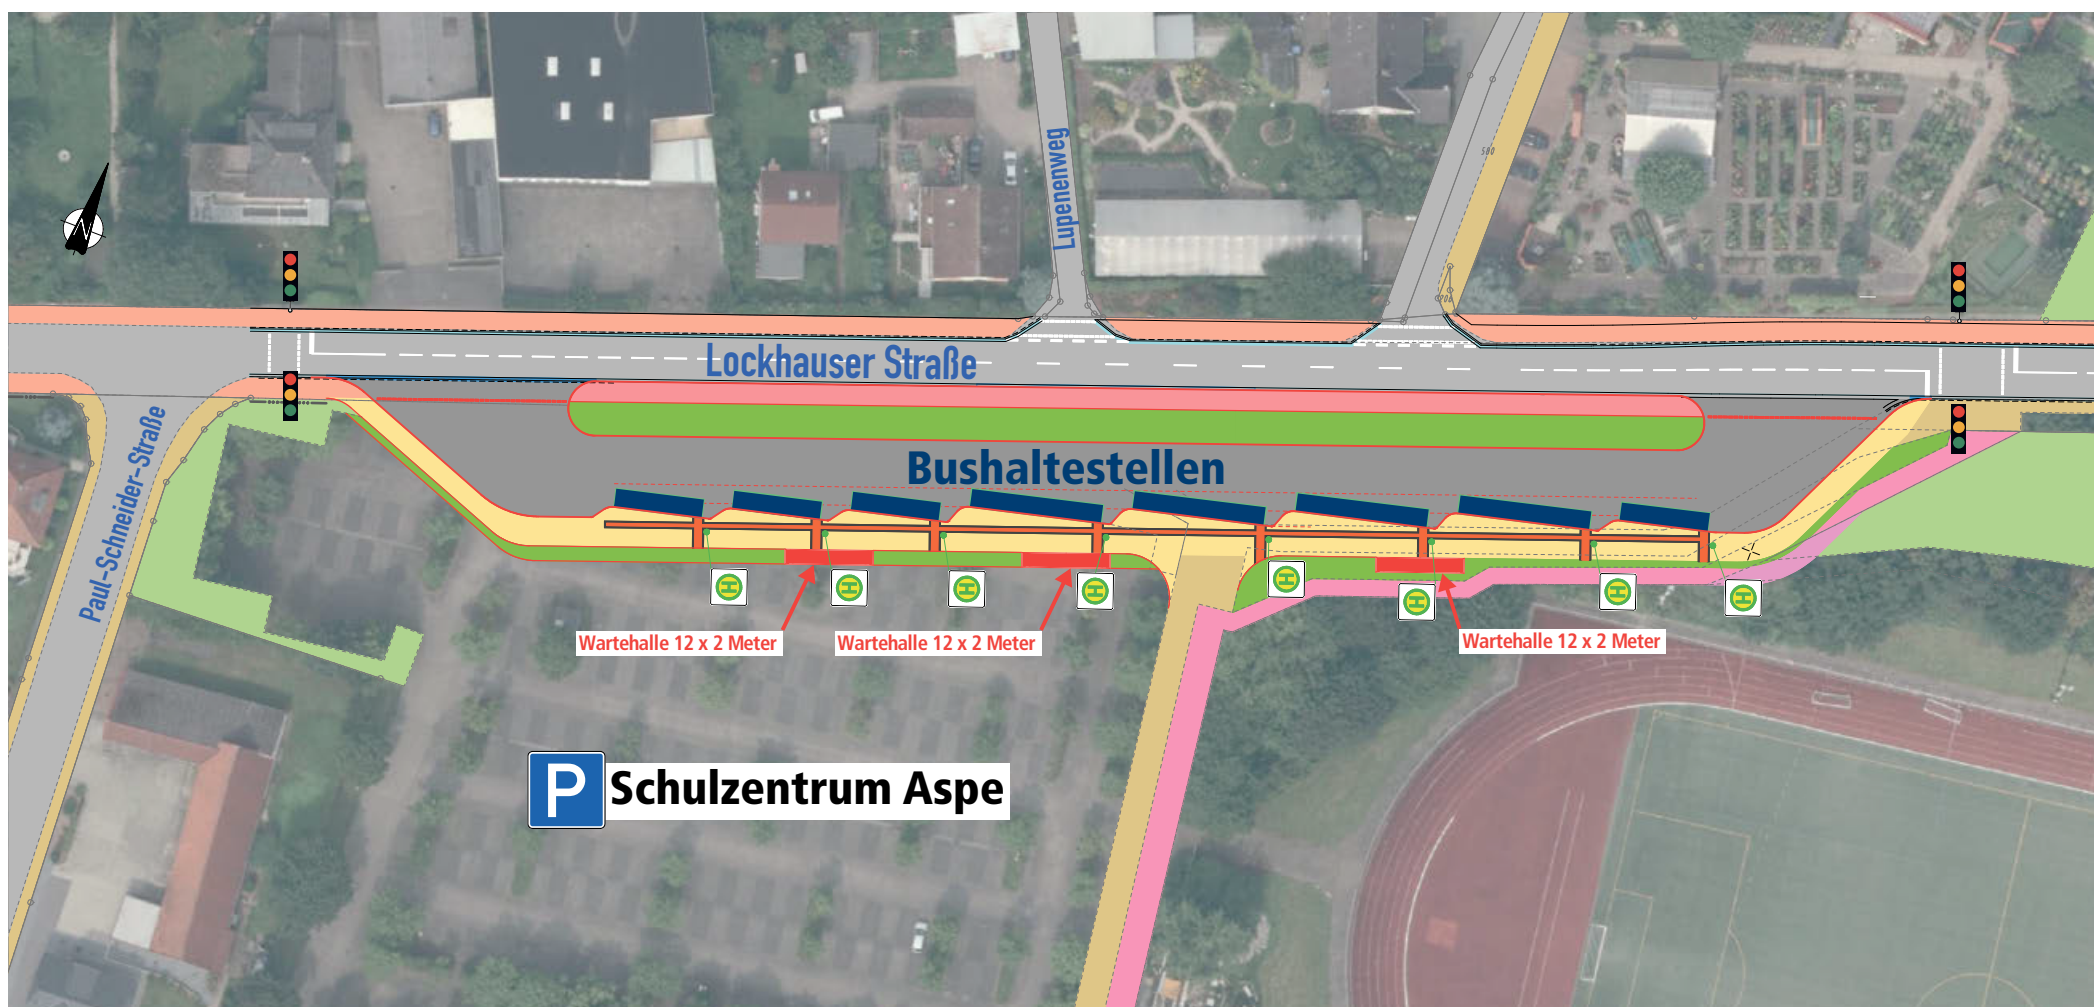 N
Lupenenweg
580
Lockhauser Straße
Paul-Schneider-Straße
Bushaltestellen
H
H
H
H
H
H
H
H
Wartehalle 12 x 2 Meter
Wartehalle 12 x 2 Meter
Wartehalle 12 x 2 Meter
P
Schulzentrum Aspe